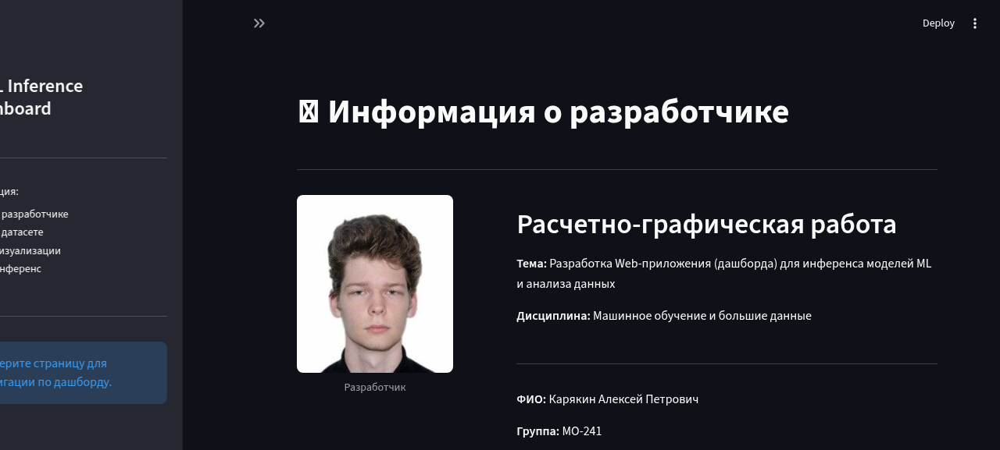 Deploy
L Inference
hboard
ция:
разработчике
датасете
изуализации
нференс
ерите страницу для
игации по дашборду.
Информация о разработчике
Разработчик
Расчетно-графическая работа
Тема: Разработка Web-приложения (дашборда) для инференса моделей ML
и анализа данных
Дисциплина: Машинное обучение и большие данные
ФИО: Карякин Алексей Петрович
Группа: МО-241